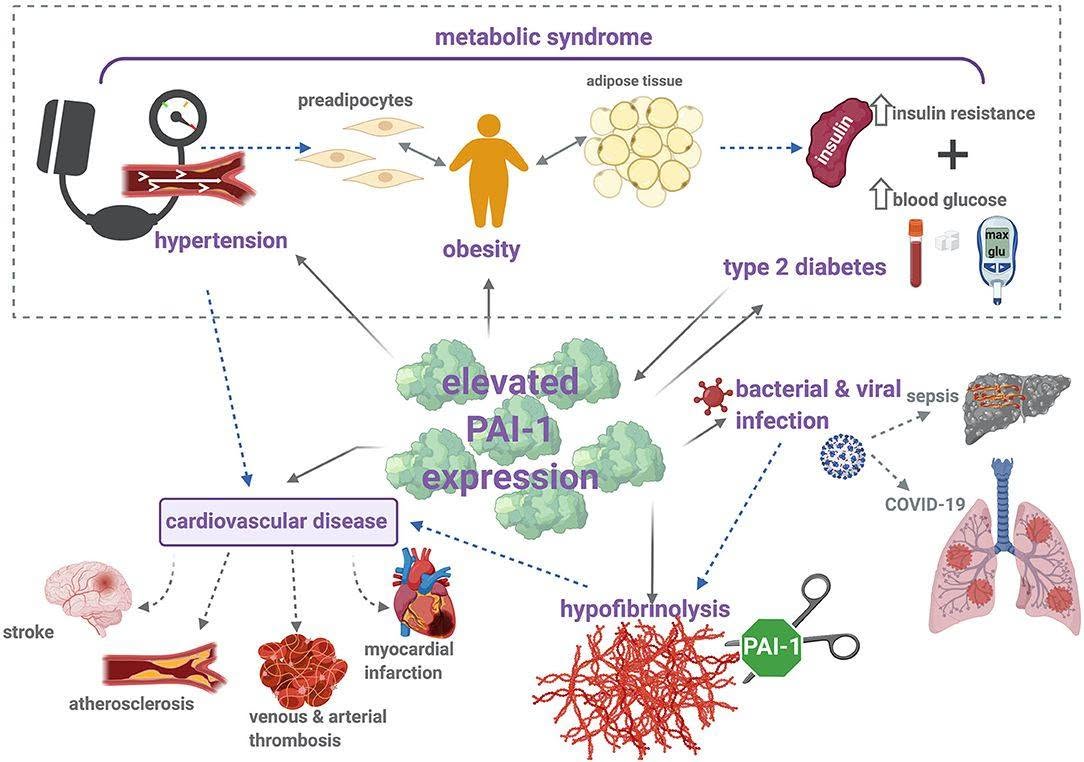 metabolic syndrome
adipose tissue
preadipocytes
insulin
insulin resistance
+
blood glucose
hypertension
obesity
type 2 diabetes
max
glu
elevated
PAI-1
expression
bacterial & viral
infection
sepsis
COVID-19
cardiovascular disease
hypofibrinolysis
PAI-1
stroke
myocardial
infarction
atherosclerosis
venous & arterial
thrombosis